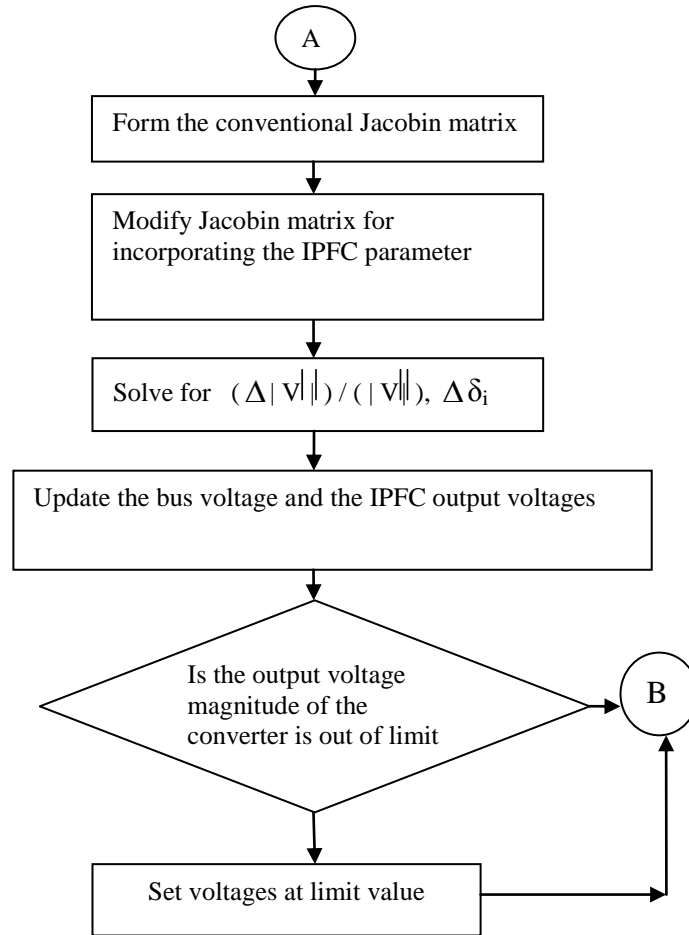 A
Form the conventional Jacobin matrix
Modify Jacobin matrix for
incorporating the IPFC parameter
Solve for (Δ|V||) / (|V||), Δδi
Update the bus voltage and the IPFC output voltages
Is the output voltage
magnitude of the
converter is out of limit
B
Set voltages at limit value